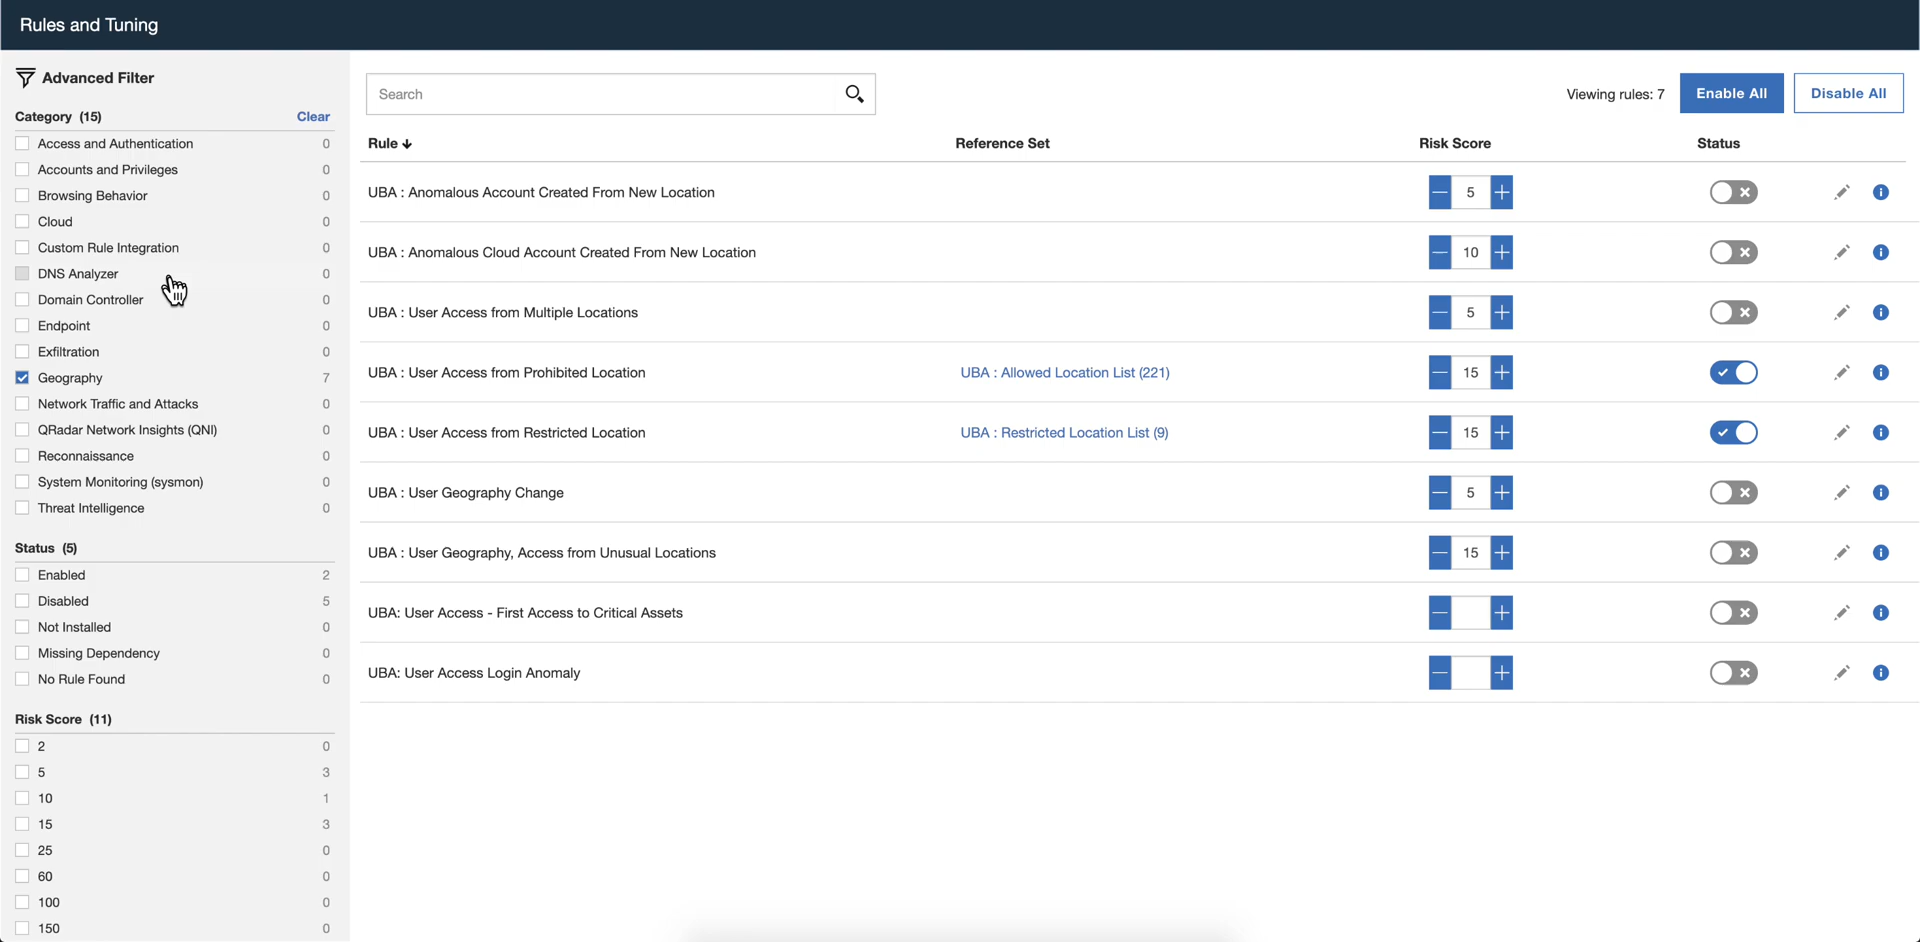 Rules and Tuning
Advanced Filter
Category (15) Clear
Access and Authentication 0
Accounts and Privileges 0
Browsing Behavior 0
Cloud 0
Custom Rule Integration 0
DNS Analyzer 0
Domain Controller 0
Endpoint 0
Exfiltration 0
Geography 7
Network Traffic and Attacks 0
QRadar Network Insights (QNI) 0
Reconnaissance 0
System Monitoring (sysmon) 0
Threat Intelligence 0
Status (5)
Enabled 2
Disabled 5
Not Installed 0
Missing Dependency 0
No Rule Found 0
Risk Score (11)
2 0
5 3
10 1
15 3
25 0
60 0
100 0
150 0
Search
Viewing rules: 7 Enable All Disable All
Rule Reference Set Risk Score Status
UBA : Anomalous Account Created From New Location 5
UBA : Anomalous Cloud Account Created From New Location 10
UBA : User Access from Multiple Locations 5
UBA : User Access from Prohibited Location UBA : Allowed Location List (221) 15
UBA : User Access from Restricted Location UBA : Restricted Location List (9) 15
UBA : User Geography Change 5
UBA : User Geography, Access from Unusual Locations 15
UBA: User Access - First Access to Critical Assets
UBA: User Access Login Anomaly